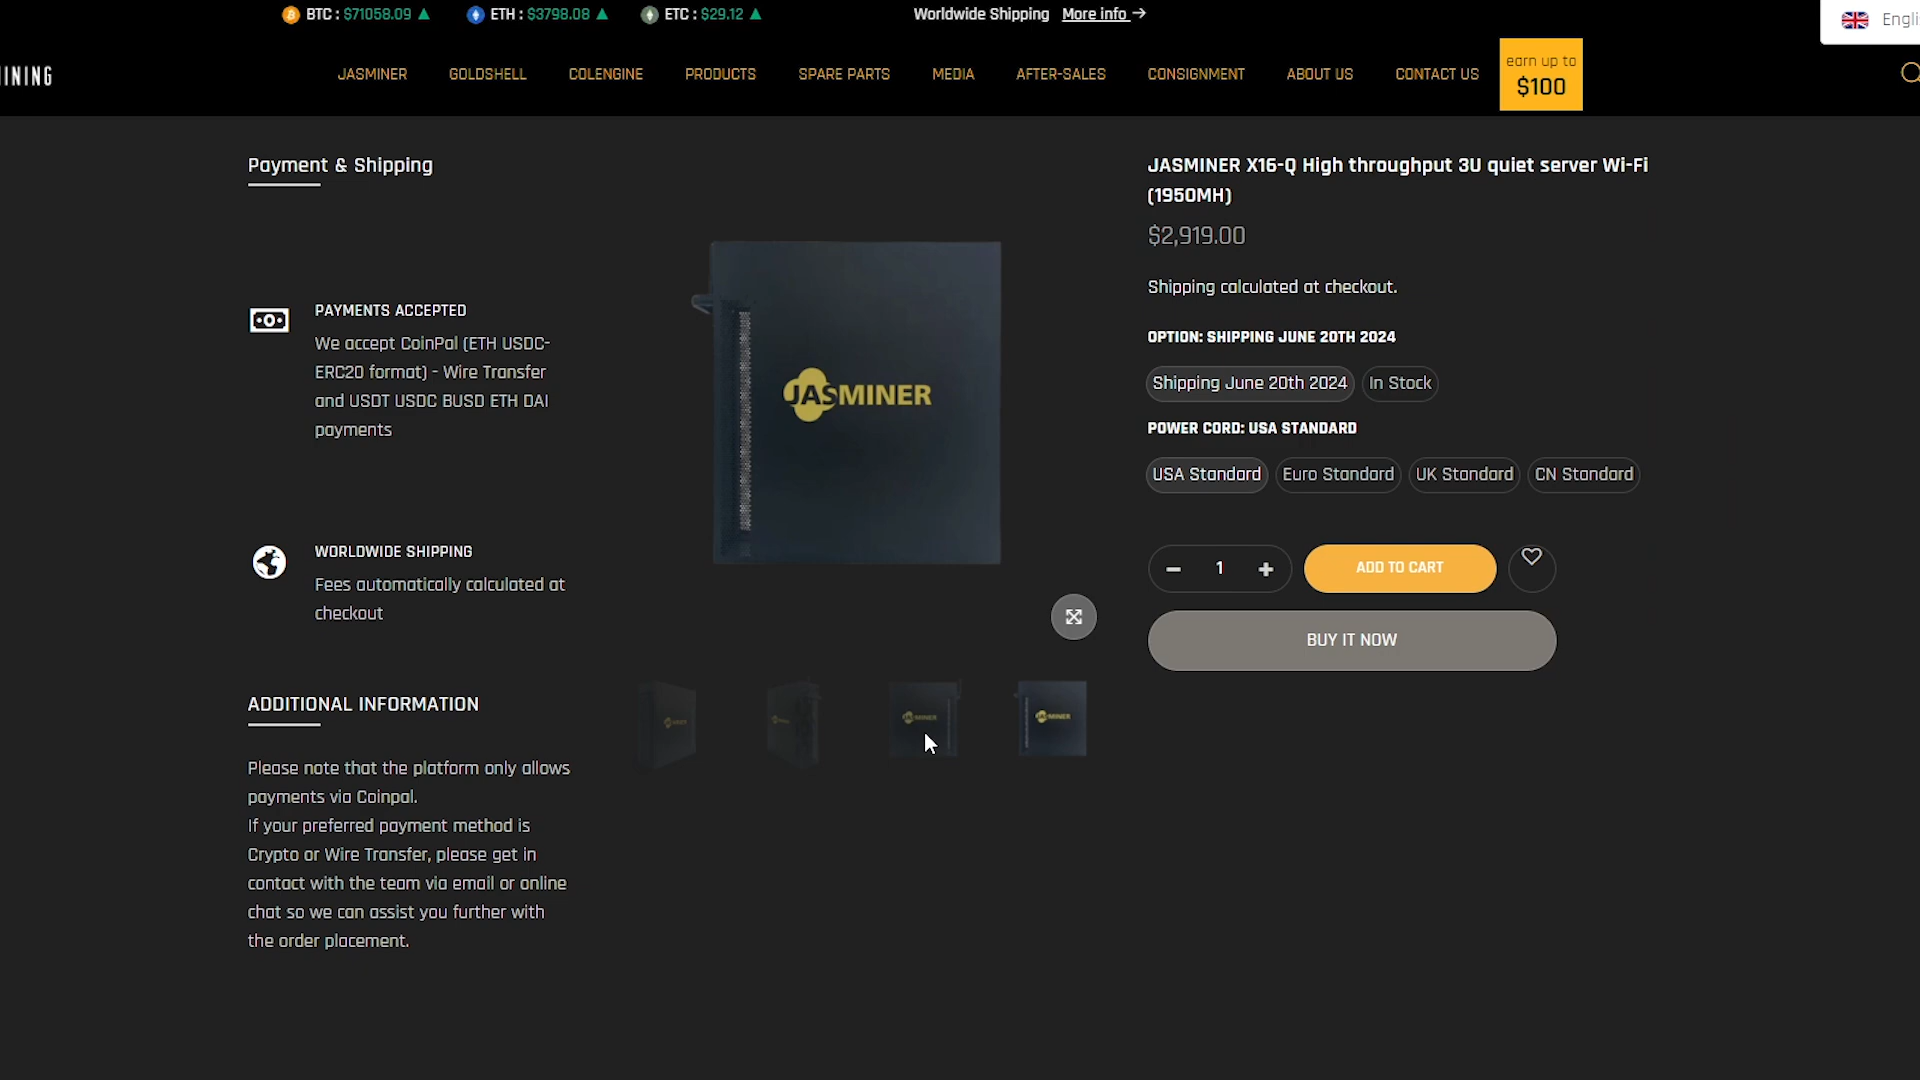 BTC : $71058.09 ▲ ETH : $3798.08 ▲ ETC : $29.12 ▲ Worldwide Shipping More info →
JASMINER GOLDSHELL COLENGINE PRODUCTS SPARE PARTS MEDIA AFTER-SALES CONSIGNMENT ABOUT US CONTACT US
earn up to
$100
Payment & Shipping
PAYMENTS ACCEPTED
We accept CoinPal (ETH USDC-
ERC20 format) - Wire Transfer
and USDT USDC BUSD ETH DAI
payments
WORLDWIDE SHIPPING
Fees automatically calculated at
checkout
ADDITIONAL INFORMATION
Please note that the platform only allows
payments via Coinpal.
If your preferred payment method is
Crypto or Wire Transfer, please get in
contact with the team via email or online
chat so we can assist you further with
the order placement.
JASMINER
JASMINER
JASMINER
JASMINER X16-Q High throughput 3U quiet server Wi-Fi
(1950MH)
$2,919.00
Shipping calculated at checkout.
OPTION: SHIPPING JUNE 20TH 2024
Shipping June 20th 2024 In Stock
POWER CORD: USA STANDARD
USA Standard Euro Standard UK Standard CN Standard
− 1 + ADD TO CART
BUY IT NOW